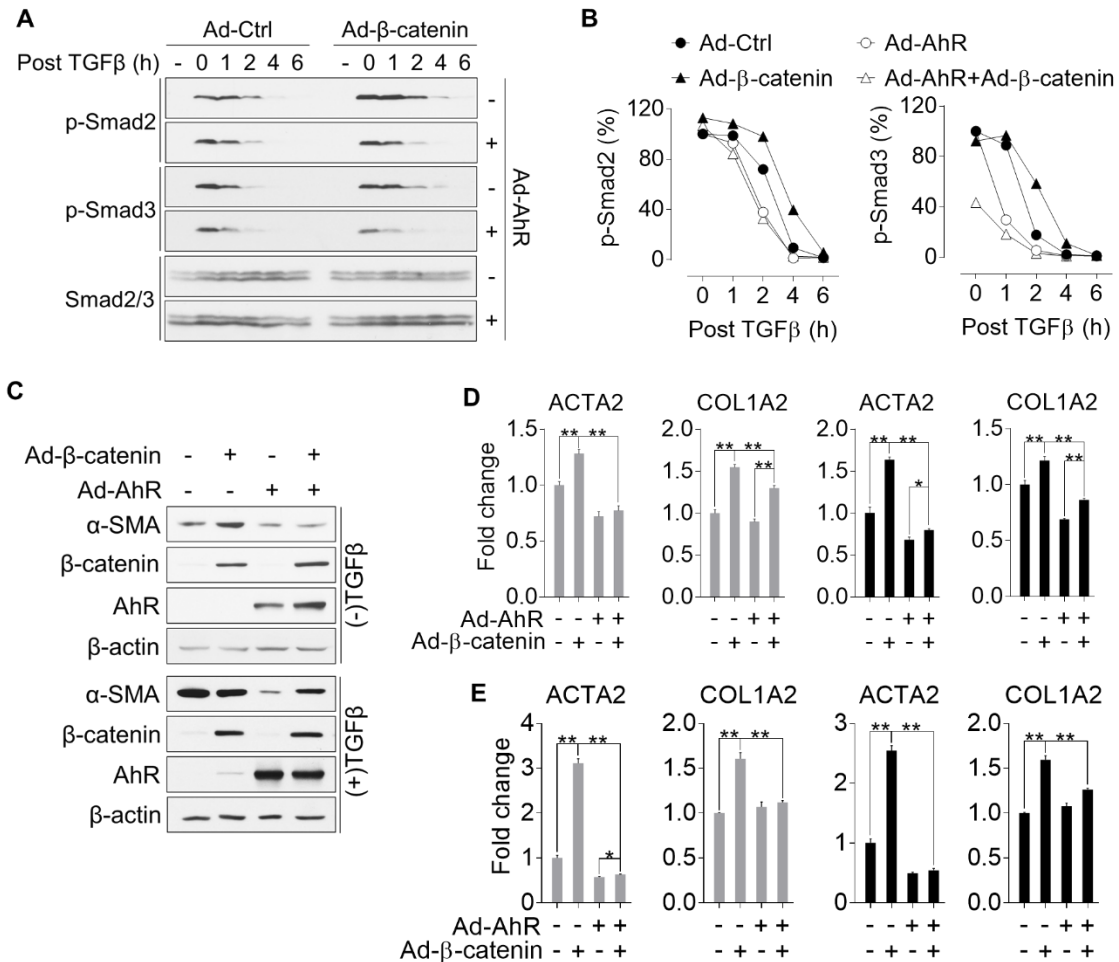 A
Ad-Ctrl Ad-β-catenin
Post TGFβ (h) - 0 1 2 4 6 - 0 1 2 4 6
p-Smad2 - +
p-Smad3 - +
Smad2/3 - +
Ad-AhR
B
Ad-Ctrl Ad-AhR
Ad-β-catenin Ad-AhR+Ad-β-catenin
p-Smad2 (%)
120
80
40
0
0 1 2 4 6
Post TGFβ (h)
p-Smad3 (%)
120
80
40
0
0 1 2 4 6
Post TGFβ (h)
C
Ad-β-catenin - + - +
Ad-AhR - - + +
α-SMA
β-catenin
AhR
β-actin
(-)TGFβ
α-SMA
β-catenin
AhR
β-actin
(+)TGFβ
D
ACTA2 COL1A2 ACTA2 COL1A2
Fold change
1.5 1.0 0.5 0.0
** **
2.0 1.5 1.0 0.5 0.0
** ** **
2.0 1.5 1.0 0.5 0.0
** ** *
1.5 1.0 0.5 0.0
** ** **
Ad-AhR - - + + - - + + - - + + - - + +
Ad-β-catenin - + - + - + - + - + - + - + - +
E
ACTA2 COL1A2 ACTA2 COL1A2
Fold change
4 3 2 1 0
** ** *
2.0 1.5 1.0 0.5 0.0
** **
3 2 1 0
** **
2.0 1.5 1.0 0.5 0.0
** **
Ad-AhR - - + + - - + + - - + + - - + +
Ad-β-catenin - + - + - + - + - + - + - + - +